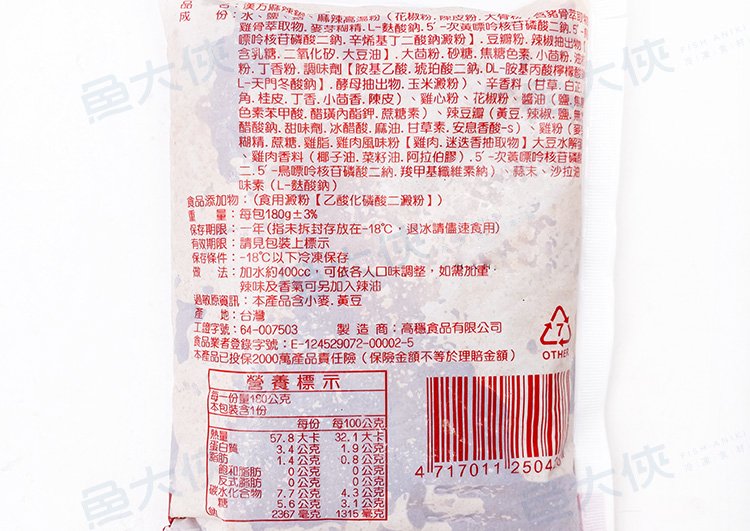 名：漢方麻辣鍋
成　份：水、鹽、蒜、麻辣高湯粉（花椒粉.陳皮粉.大骨粉
雞骨萃取物.麥芽糊精.L-麩酸鈉.5´-次黃嘌呤核苷磷酸二鈉.5´-
嘌呤核苷磷酸二鈉.辛烯基丁二酸鈉澱粉）、豆瓣粉、辣椒抽出物
含乳糖.二氧化矽.大豆油】.大茴粉.砂糖.焦糖色素.小茴粉.油
粉.丁香粉.調味劑【胺基乙酸.琥珀酸二鈉.DL-胺基丙酸檸檬酸
L-天門冬酸鈉】.酵母抽出物.玉米澱粉）、辛香料（甘草.白芷
角.桂皮.丁香.小茴香.陳皮）、雞心粉、花椒粉、醬油（鹽.焦
色素苯甲酸.醋磺內酯鉀.蔗糖素）、辣豆瓣（黃豆.辣椒.鹽.無
醋酸鈉.甜味劑.冰醋酸.麻油.甘草素.安息香酸-s）、雞粉（麥
糊精.蔗糖.雞脂.雞肉風味粉【雞肉.迷迭香抽取物】大豆水解
、雞肉香料（椰子油.菜籽油.阿拉伯膠）.5´-次黃嘌呤核苷磷酸
二.5´-鳥嘌呤核苷磷酸二鈉.羧甲基纖維素納）、蒜末、沙拉油
味素（L-麩酸鈉）
食品添加物：（食用澱粉【乙酸化磷酸二澱粉】）
重　量：每包180g±3%
保存期限：一年(指未拆封存放在-18℃，退冰請儘速食用)
有效期限：請見包裝上標示
保存條件：-18℃以下冷凍保存
做　法：加水約400cc，可依各人口味調整，如需加重
辣味及香氣可另加入辣油
過敏原資訊：本產品含小麥.黃豆
產　地：台灣
工證字號：64-007503　製 造 商：高穩食品有限公司
食品業者登錄字號：E-124529072-00002-5
本產品已投保2000萬產品責任險（保險金額不等於理賠金額）
7
OTHER
營養標示
每一份量180公克
本包裝含1份
每份　每100公克
熱量　57.8大卡　32.1大卡
蛋白質　3.4公克　1.9公克
脂肪　1.4公克　0.8公克
飽和脂肪　0公克　0公克
反式脂肪　0公克　0公克
碳水化合物　7.7公克　4.3公克
糖　5.6公克　3.1公克
鈉　2367毫克　1315毫克
4 717011 2504
魚大俠